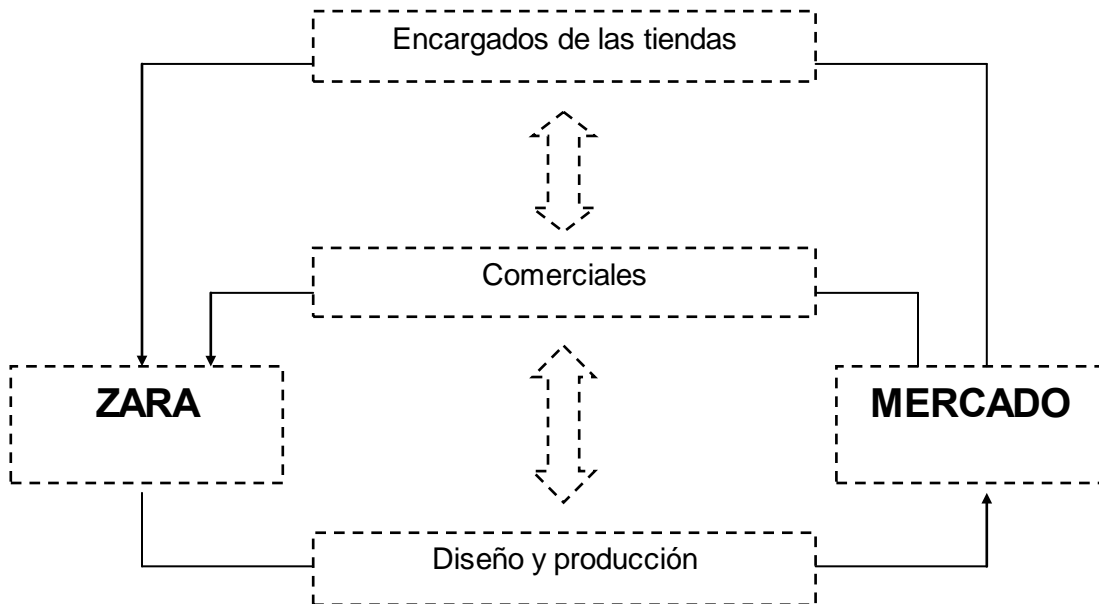 Encargados de las tiendas
Comerciales
ZARA
MERCADO
Diseño y producción